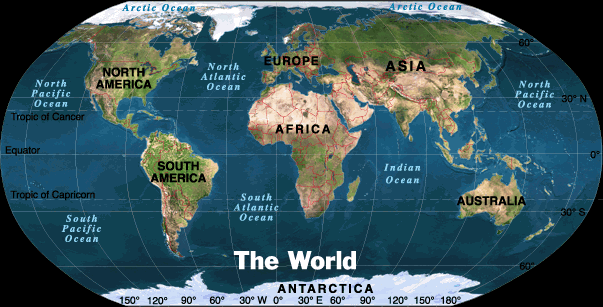 Arctic Ocean
Arctic Ocean
60°
EUROPE
NORTH
AMERICA
North
Atlantic
Ocean
ASIA
North
Pacific
Ocean
North
Pacific
Ocean
30° N
Tropic of Cancer
AFRICA
Equator
0°
SOUTH
AMERICA
Indian
Ocean
Tropic of Capricorn
South
Atlantic
Ocean
AUSTRALIA
30° S
South
Pacific
Ocean
The World
60°
ANTARCTICA
150° 120° 90° 60° 30° W 0° 30° E 60° 90° 120° 150° 180°